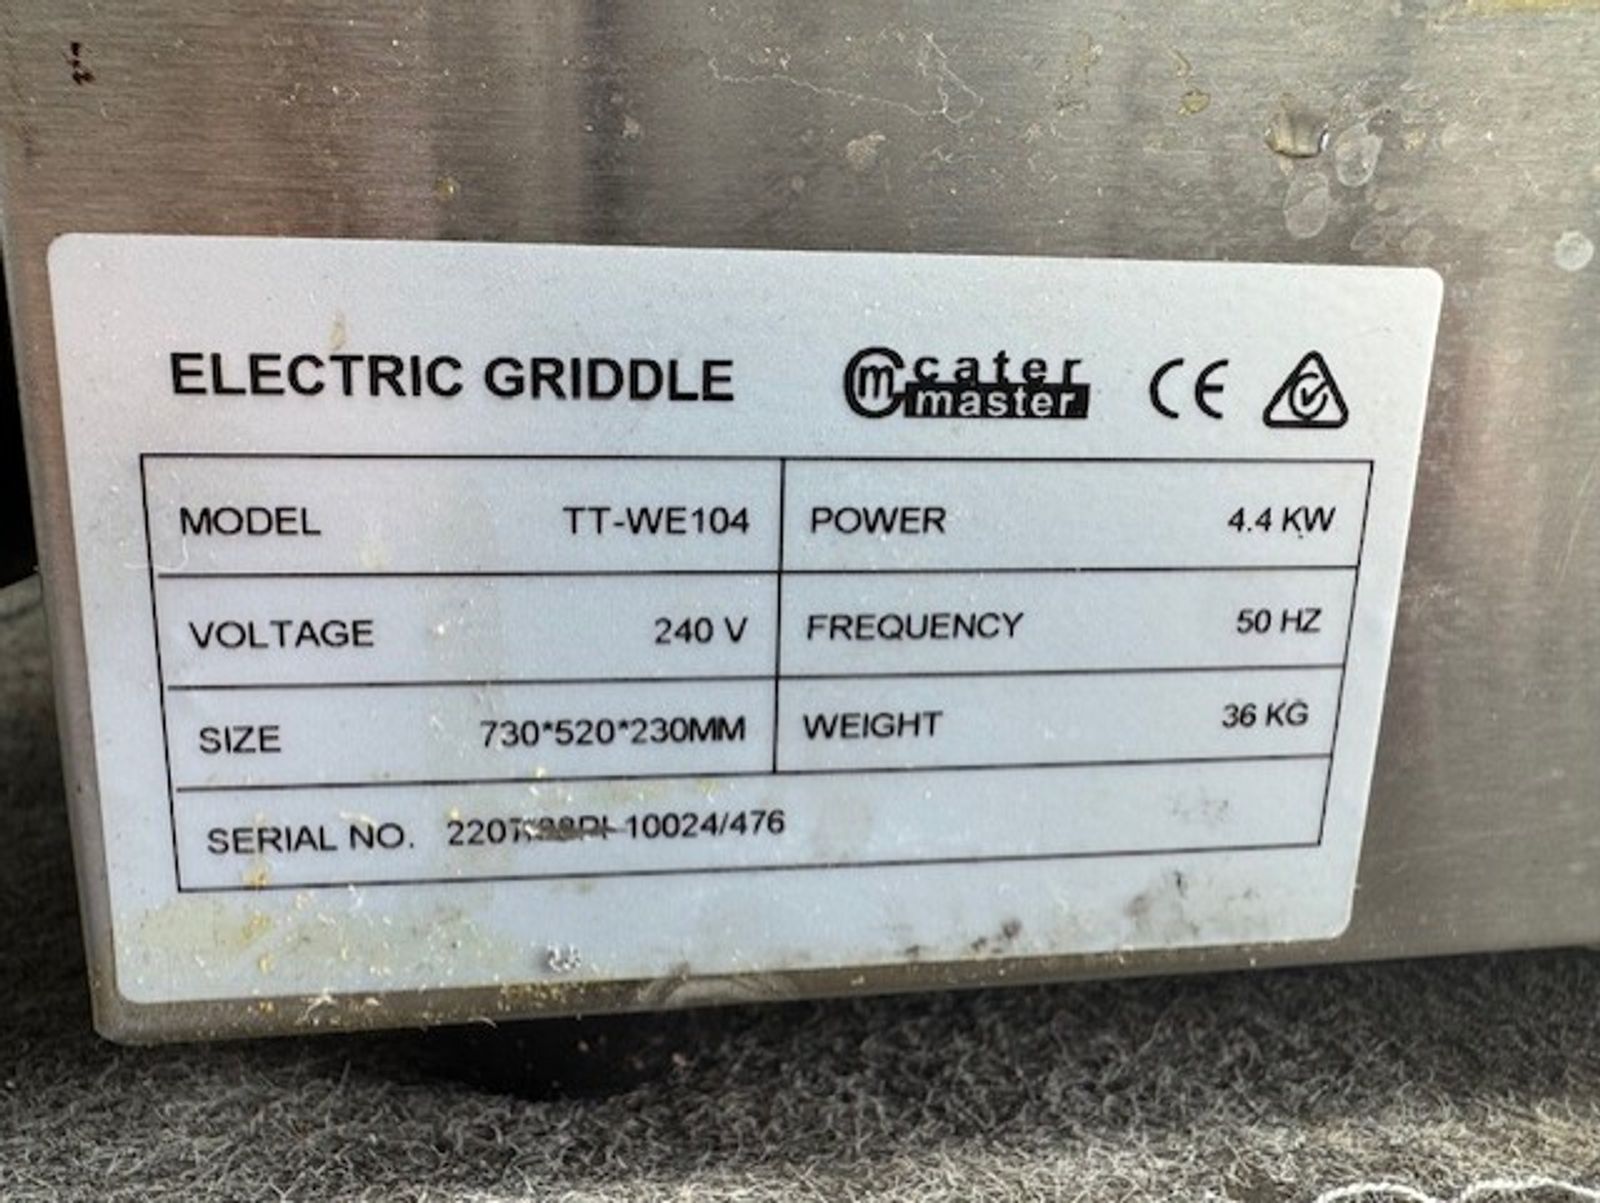 ELECTRIC GRIDDLE
cm cater
master
CE
MODEL TT-WE104 POWER 4.4 KW
VOLTAGE 240 V FREQUENCY 50 HZ
SIZE 730*520*230MM WEIGHT 36 KG
SERIAL NO. 10024/476